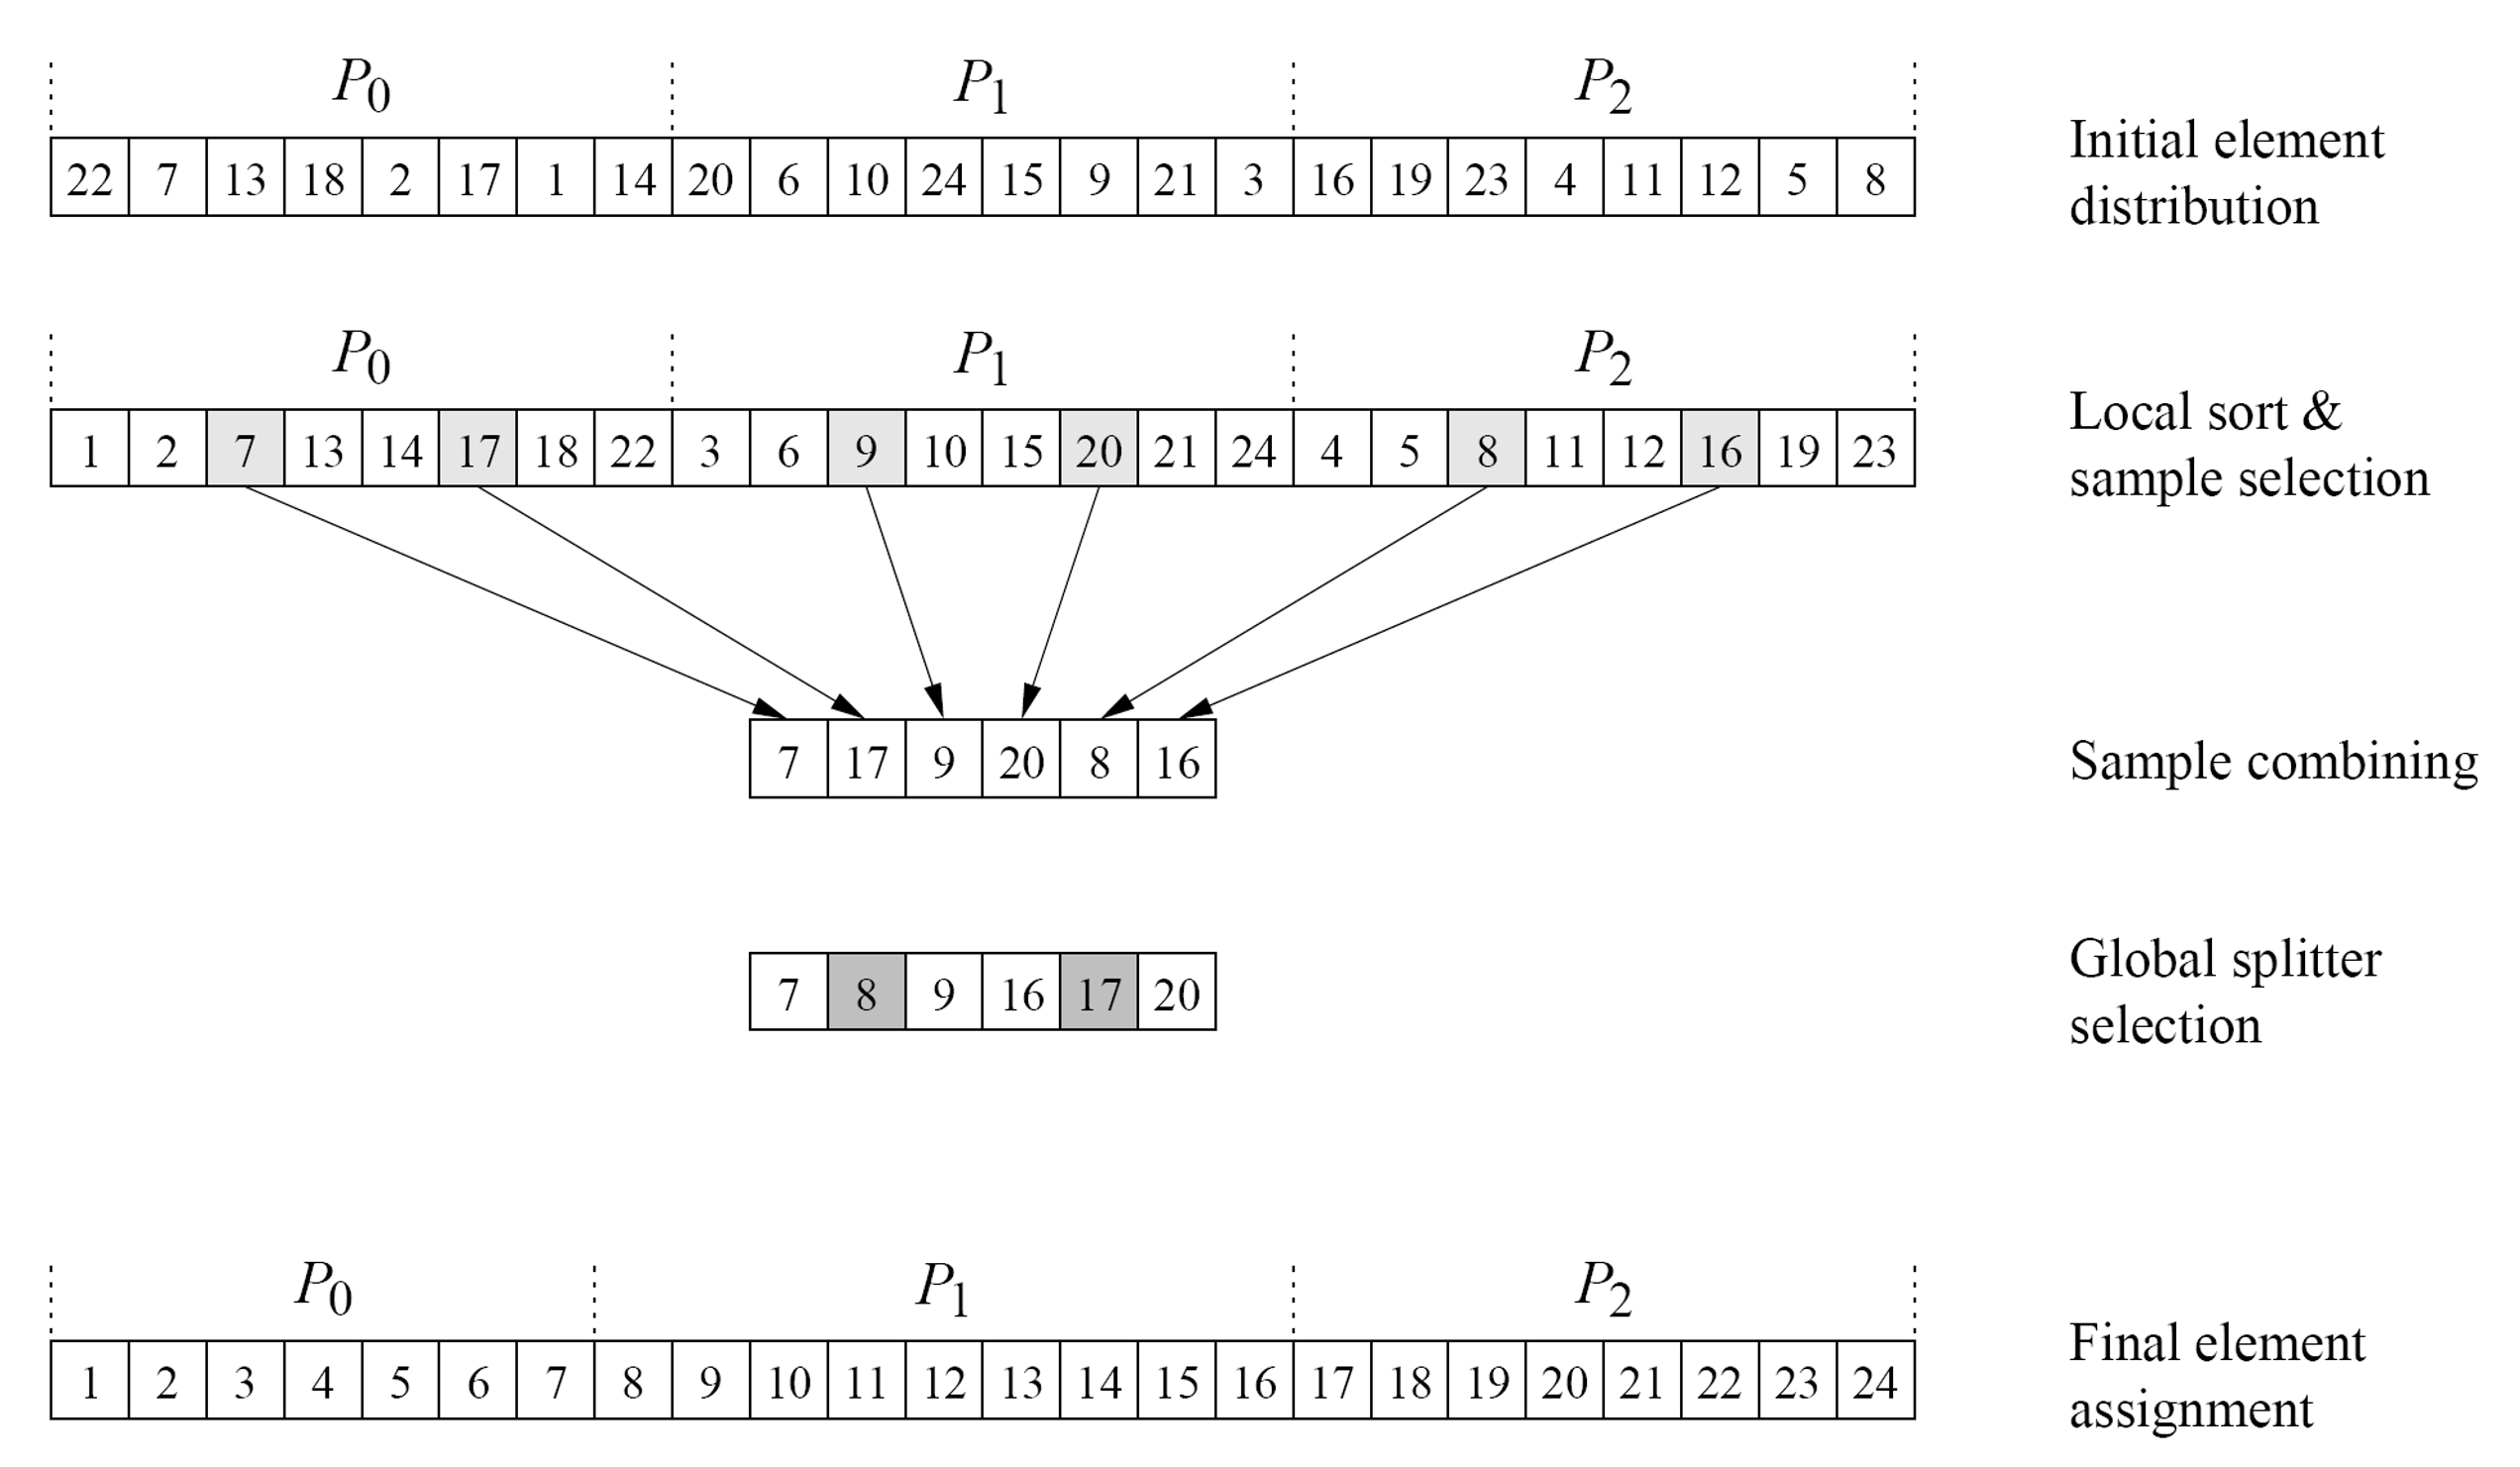 P0 P1 P2
22 7 13 18 2 17 1 14 20 6 10 24 15 9 21 3 16 19 23 4 11 12 5 8
Initial element
distribution
P0 P1 P2
1 2 7 13 14 17 18 22 3 6 9 10 15 20 21 24 4 5 8 11 12 16 19 23
Local sort &
sample selection
7 17 9 20 8 16
Sample combining
7 8 9 16 17 20
Global splitter
selection
P0 P1 P2
1 2 3 4 5 6 7 8 9 10 11 12 13 14 15 16 17 18 19 20 21 22 23 24
Final element
assignment